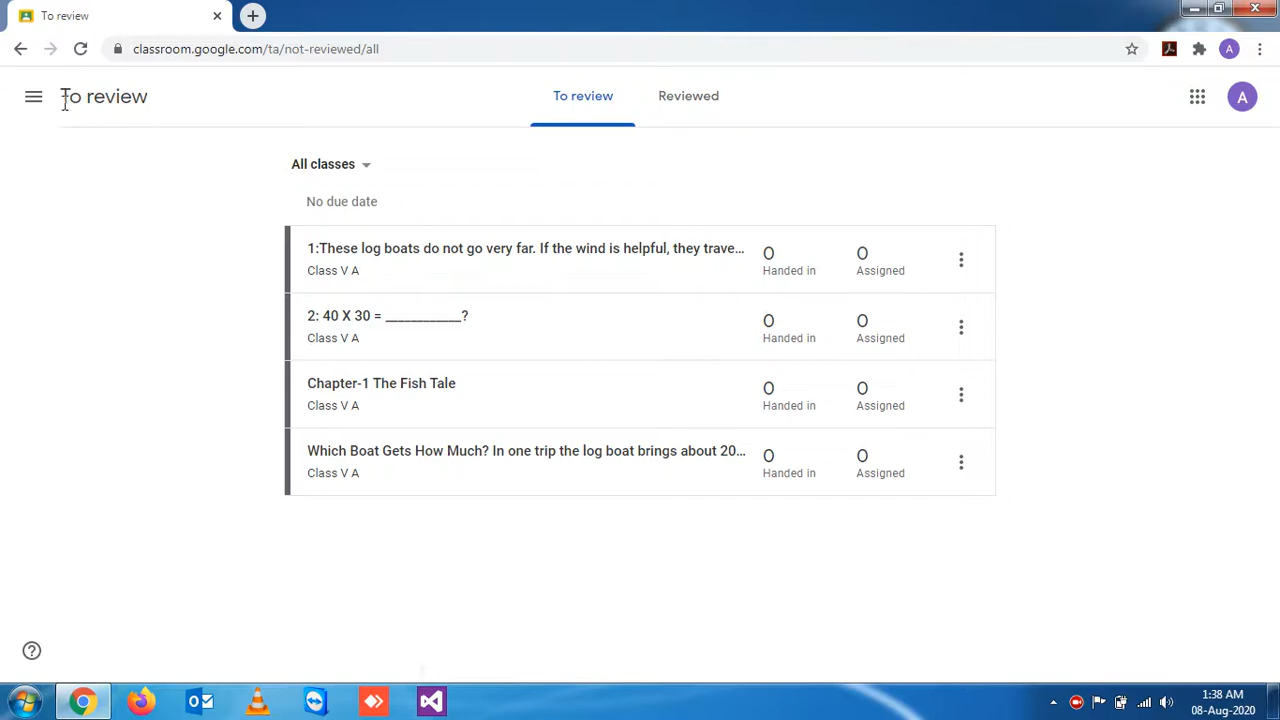 To review
classroom.google.com/ta/not-reviewed/all
A
To review
To review
Reviewed
A
All classes
No due date
1:These log boats do not go very far. If the wind is helpful, they trave...
Class V A
0
Handed in
0
Assigned
2: 40 X 30 = ____________?
Class V A
0
Handed in
0
Assigned
Chapter-1 The Fish Tale
Class V A
0
Handed in
0
Assigned
Which Boat Gets How Much? In one trip the log boat brings about 20...
Class V A
0
Handed in
0
Assigned
1:38 AM
08-Aug-2020